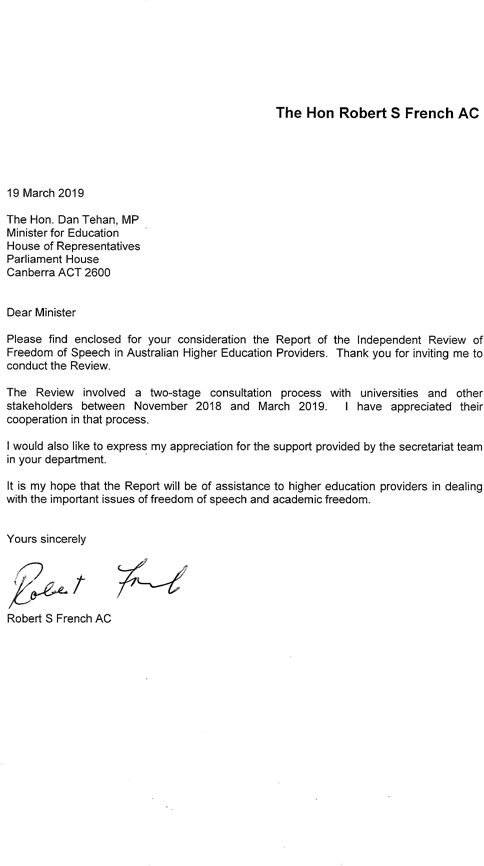 The Hon Robert S French AC
19 March 2019
The Hon. Dan Tehan, MP
Minister for Education
House of Representatives
Parliament House
Canberra ACT 2600
Dear Minister
Please find enclosed for your consideration the Report of the Independent Review of
Freedom of Speech in Australian Higher Education Providers. Thank you for inviting me to
conduct the Review.
The Review involved a two-stage consultation process with universities and other
stakeholders between November 2018 and March 2019. I have appreciated their
cooperation in that process.
I would also like to express my appreciation for the support provided by the secretariat team
in your department.
It is my hope that the Report will be of assistance to higher education providers in dealing
with the important issues of freedom of speech and academic freedom.
Yours sincerely
Robert French
Robert S French AC